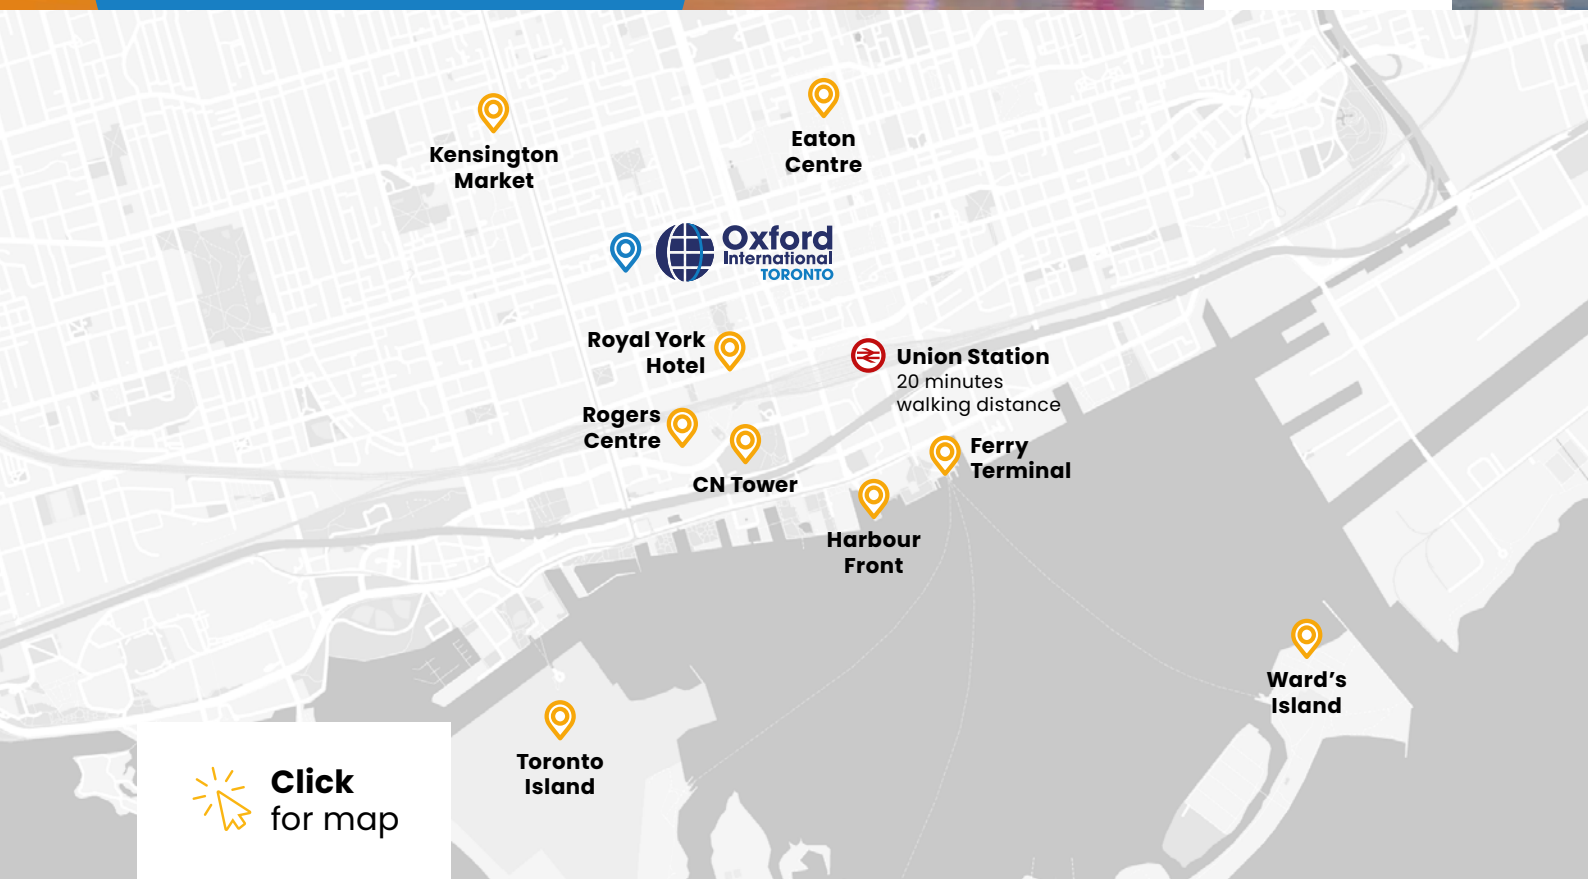 Kensington
Market
Eaton
Centre
Oxford
International
TORONTO
Royal York
Hotel
Union Station
20 minutes
walking distance
Rogers
Centre
CN Tower
Ferry
Terminal
Harbour
Front
Ward's
Island
Toronto
Island
Click
for map